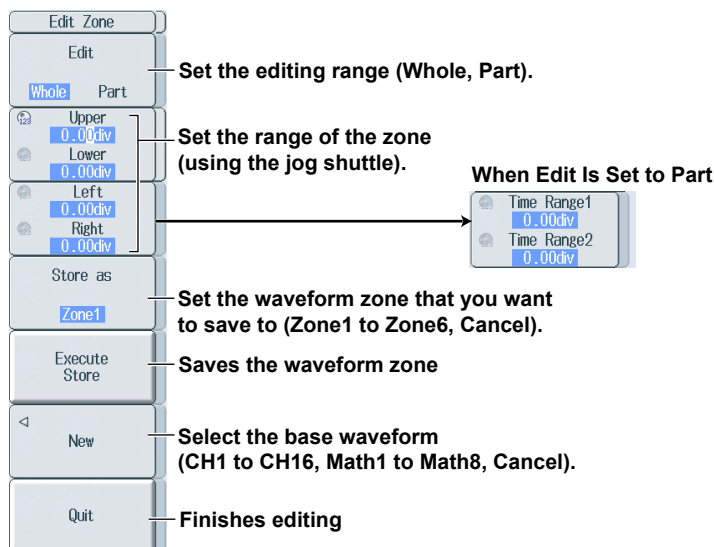 Edit Zone
Edit
Whole Part
Set the editing range (Whole, Part).
Upper
0.00div
Lower
0.00div
Set the range of the zone
(using the jog shuttle).
Left
0.00div
Right
0.00div
When Edit Is Set to Part
Time Range1
0.00div
Time Range2
0.00div
Store as
Zone1
Set the waveform zone that you want
to save to (Zone1 to Zone6, Cancel).
Execute
Store
Saves the waveform zone
New
Select the base waveform
(CH1 to CH16, Math1 to Math8, Cancel).
Quit
Finishes editing